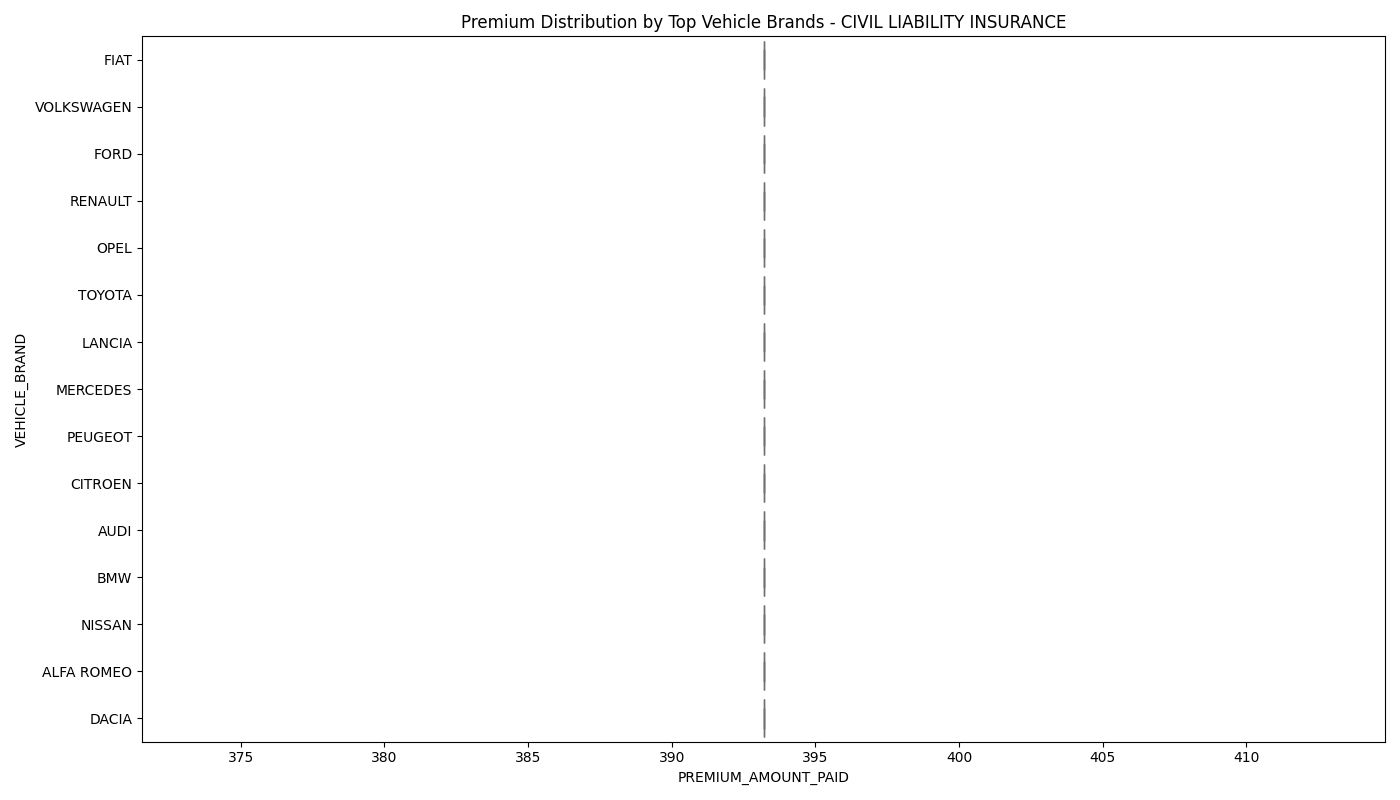 Premium Distribution by Top Vehicle Brands - CIVIL LIABILITY INSURANCE
VEHICLE_BRAND
FIAT
VOLKSWAGEN
FORD
RENAULT
OPEL
TOYOTA
LANCIA
MERCEDES
PEUGEOT
CITROEN
AUDI
BMW
NISSAN
ALFA ROMEO
DACIA
375 380 385 390 395 400 405 410
PREMIUM_AMOUNT_PAID